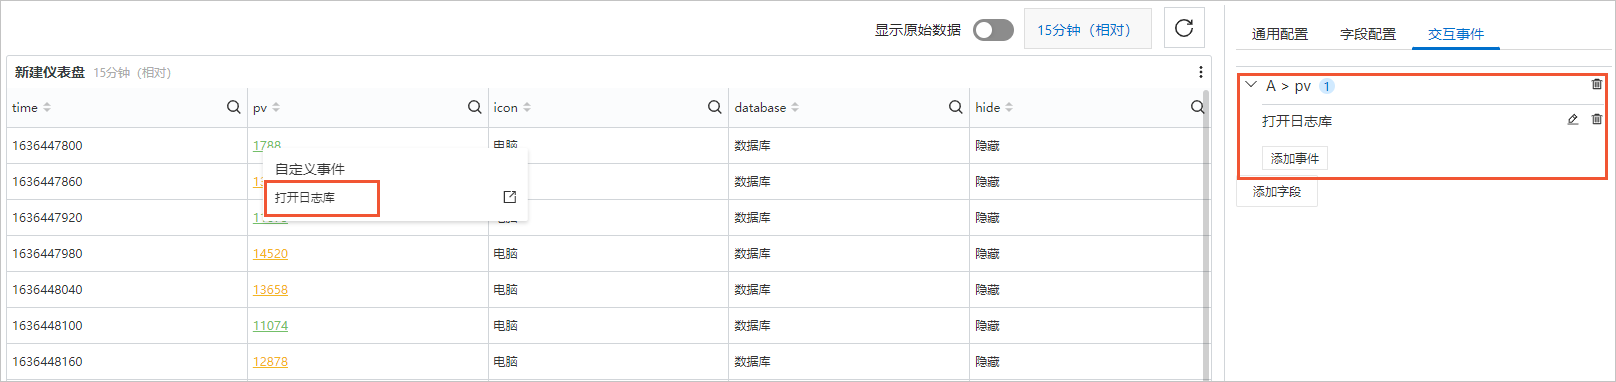 显示原始数据 15分钟（相对）
通用配置 字段配置 交互事件
新建仪表盘 15分钟（相对）
time pv icon database hide
1636447800 1788 电脑 数据库 隐藏
1636447860 数据库 隐藏
1636447920 电脑 数据库 隐藏
1636447980 14520 电脑 数据库 隐藏
1636448040 13658 电脑 数据库 隐藏
1636448100 11074 电脑 数据库 隐藏
1636448160 12878 电脑 数据库 隐藏
自定义事件
打开日志库
A > pv 1
打开日志库
添加事件
添加字段